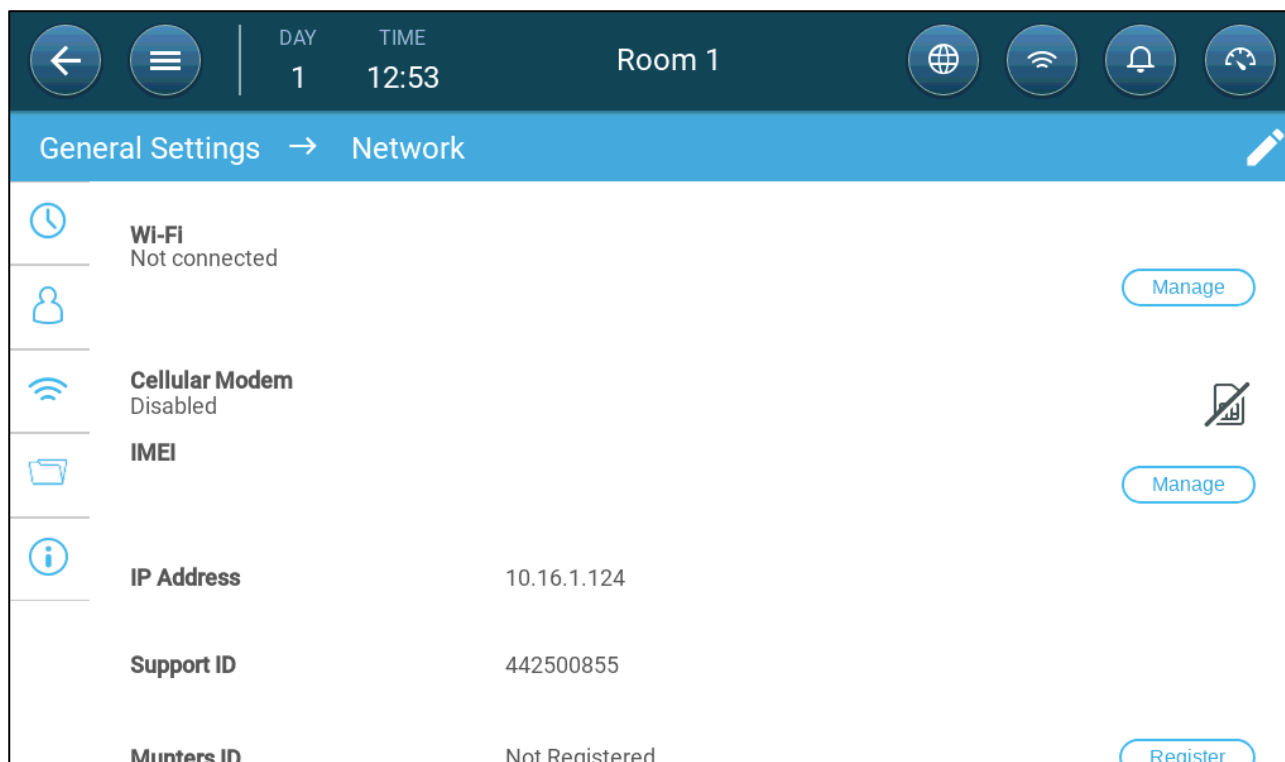 DAY TIME
1 12:53 Room 1
General Settings → Network
Wi-Fi
Not connected
Manage
Cellular Modem
Disabled
IMEI
Manage
IP Address 10.16.1.124
Support ID 442500855
Munters ID Not Registered Register